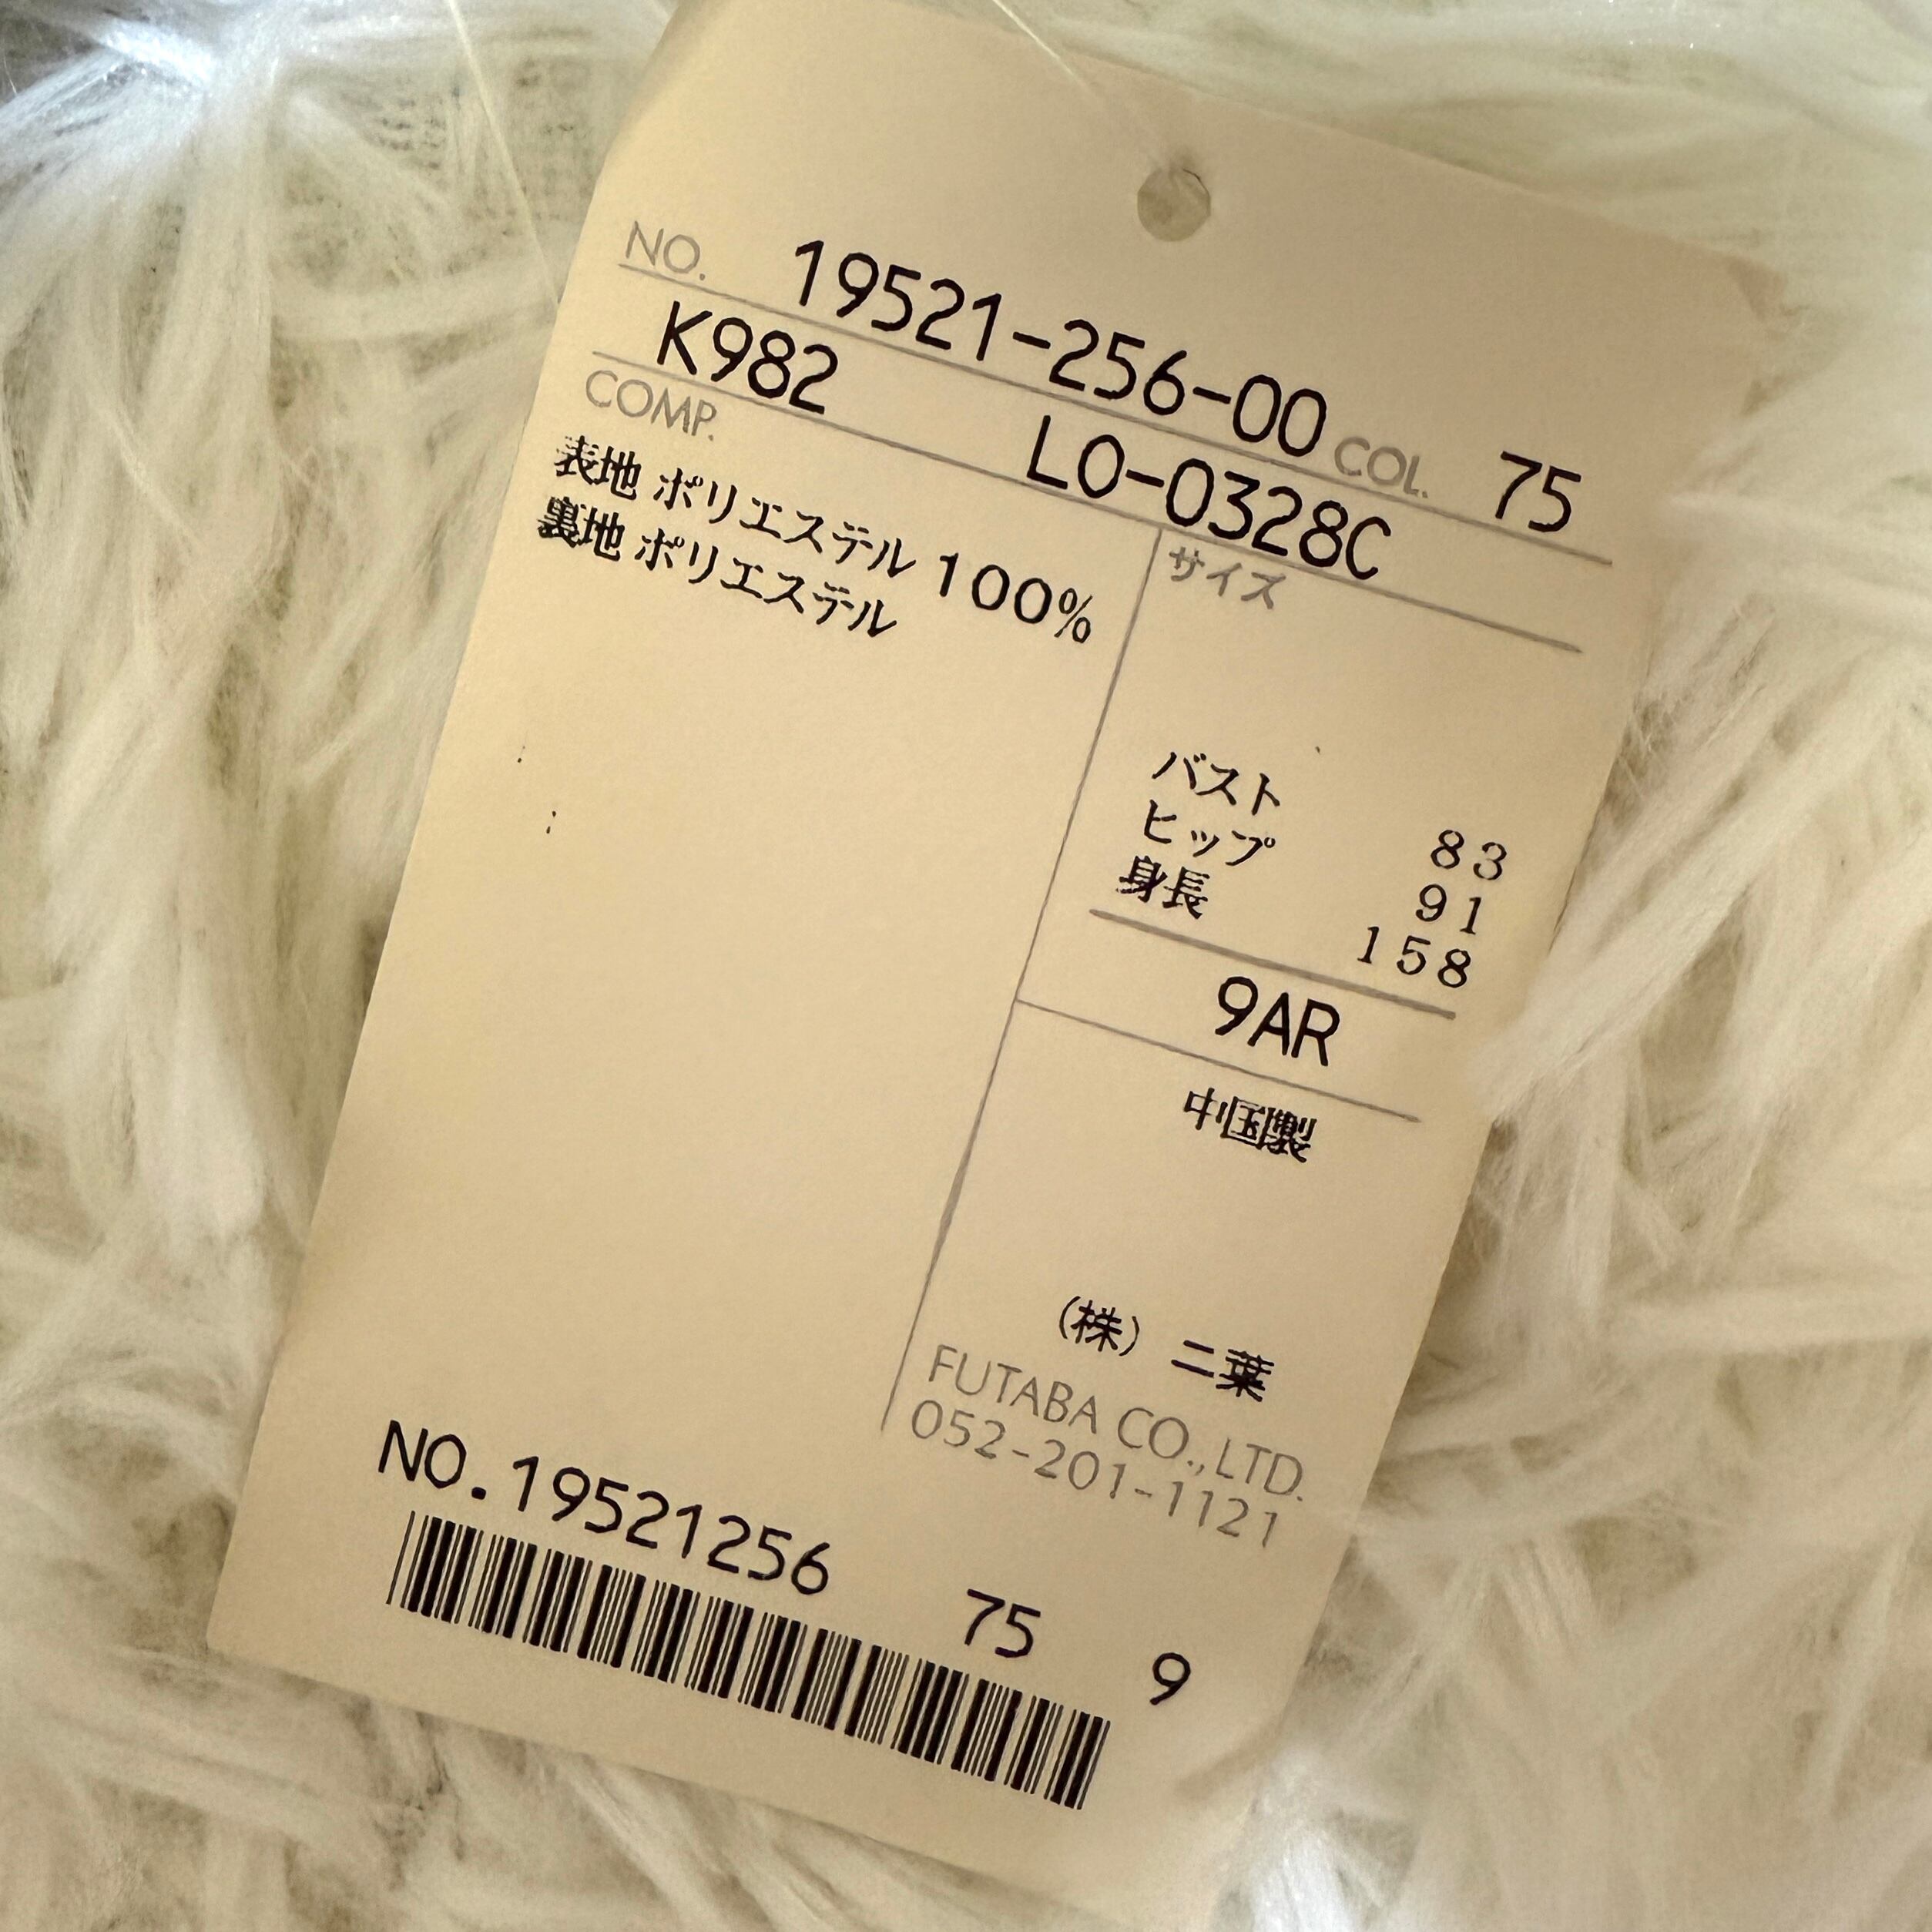 NO. 19521-256-00 COL. 75
K982 LO-0328C
COMP.
表地 ポリエステル 100%
裏地 ポリエステル
サイズ
バスト 83
ヒップ 91
身長 158
9AR
中国製
(株) 二葉
FUTABA CO.,LTD.
052-201-1121
NO.19521256 75 9